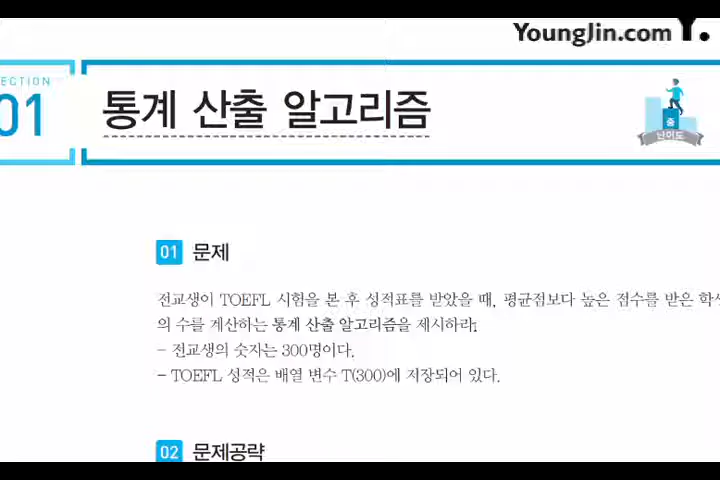 YoungJin.com Y.
ECTION
01
통계 산출 알고리즘
중
난이도
01 문제
전교생이 TOEFL 시험을 본 후 성적표를 받았을 때, 평균점보다 높은 점수를 받은 학생
의 수를 계산하는 통계 산출 알고리즘을 제시하라.
- 전교생의 숫자는 300명이다.
- TOEFL 성적은 배열 변수 T(300)에 저장되어 있다.
02 문제공략